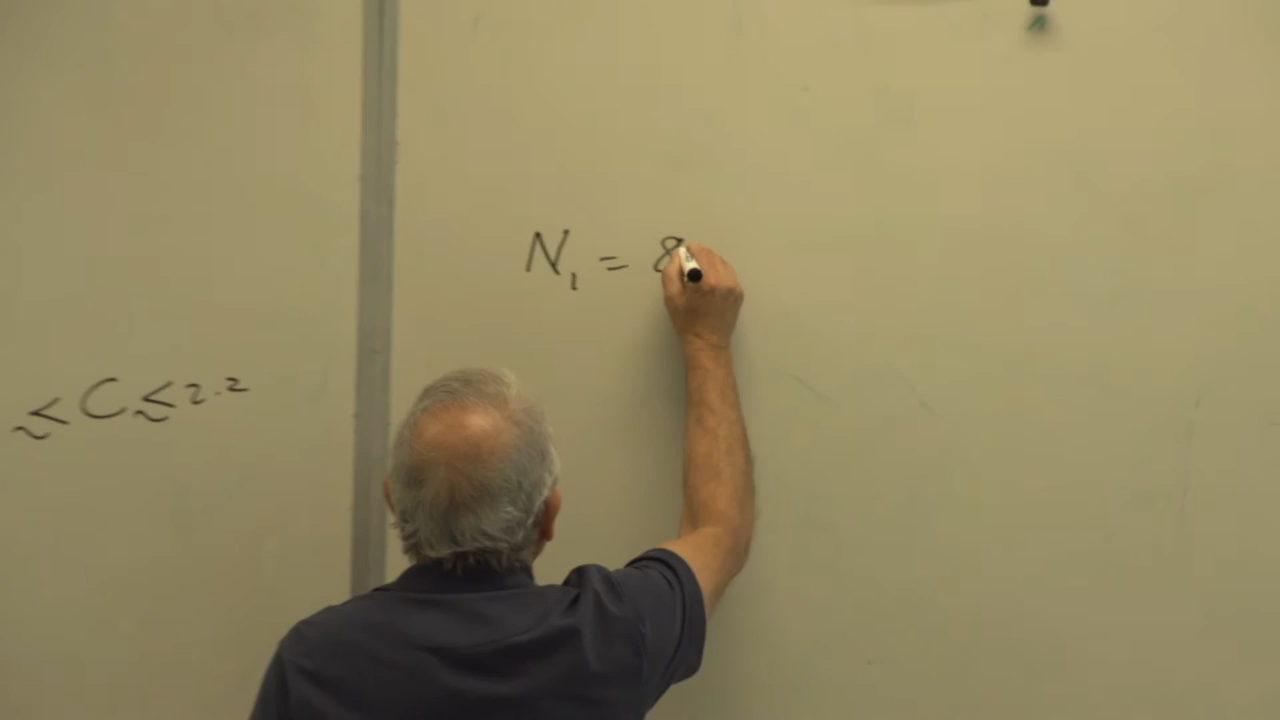 N₁ = 8
≲ C ≲ 2.2